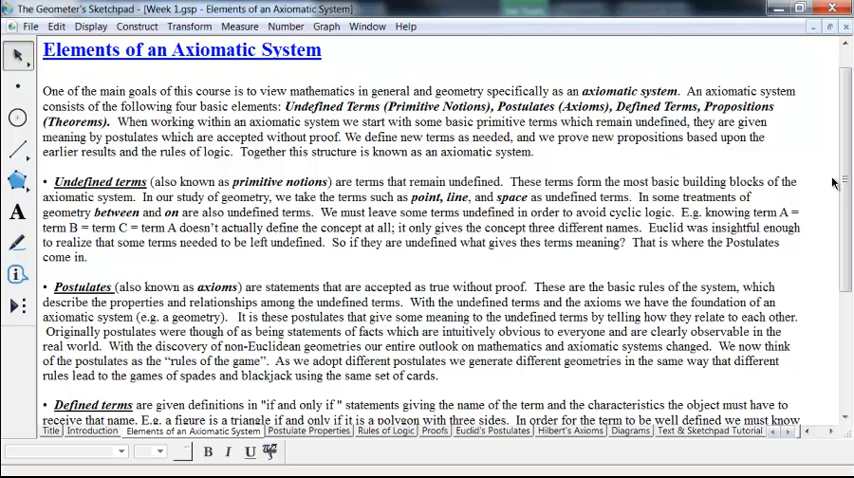 The Geometer's Sketchpad - [Week 1.gsp - Elements of an Axiomatic System]
File Edit Display Construct Transform Measure Number Graph Window Help
Elements of an Axiomatic System
One of the main goals of this course is to view mathematics in general and geometry specifically as an axiomatic system. An axiomatic system
consists of the following four basic elements: Undefined Terms (Primitive Notions), Postulates (Axioms), Defined Terms, Propositions
(Theorems). When working within an axiomatic system we start with some basic primitive terms which remain undefined, they are given
meaning by postulates which are accepted without proof. We define new terms as needed, and we prove new propositions based upon the
earlier results and the rules of logic. Together this structure is known as an axiomatic system.
• Undefined terms (also known as primitive notions) are terms that remain undefined. These terms form the most basic building blocks of the
axiomatic system. In our study of geometry, we take the terms such as point, line, and space as undefined terms. In some treatments of
geometry between and on are also undefined terms. We must leave some terms undefined in order to avoid cyclic logic. E.g. knowing term A =
term B = term C = term A doesn't actually define the concept at all; it only gives the concept three different names. Euclid was insightful enough
to realize that some terms needed to be left undefined. So if they are undefined what gives thes terms meaning? That is where the Postulates
come in.
• Postulates (also known as axioms) are statements that are accepted as true without proof. These are the basic rules of the system, which
describe the properties and relationships among the undefined terms. With the undefined terms and the axioms we have the foundation of an
axiomatic system (e.g. a geometry). It is these postulates that give some meaning to the undefined terms by telling how they relate to each other.
Originally postulates were though of as being statements of facts which are intuitively obvious to everyone and are clearly observable in the
real world. With the discovery of non-Euclidean geometries our entire outlook on mathematics and axiomatic systems changed. We now think
of the postulates as the “rules of the game”. As we adopt different postulates we generate different geometries in the same way that different
rules lead to the games of spades and blackjack using the same set of cards.
• Defined terms are given definitions in "if and only if " statements giving the name of the term and the characteristics the object must have to
receive that name. E.g. a figure is a triangle if and only if it is a polygon with three sides. In order for the term to be well defined we must know
Title Introduction Elements of an Axiomatic System Postulate Properties Rules of Logic Proofs Euclid's Postulates Hilbert's Axioms Diagrams Text & Sketchpad Tutorial
B I U